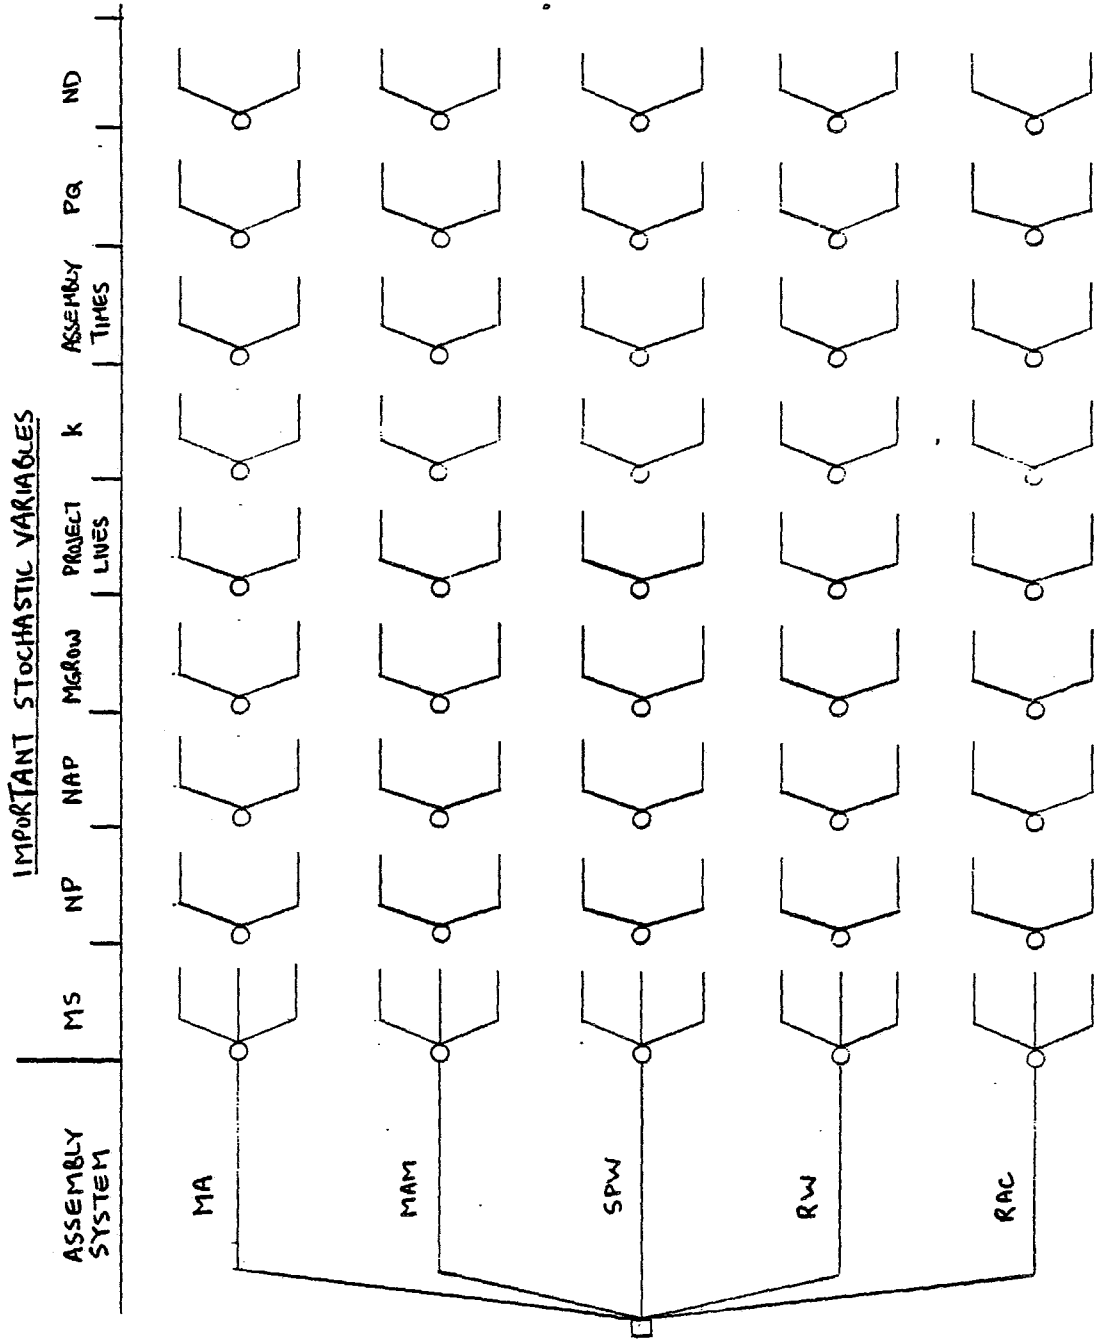 IMPORTANT STOCHASTIC VARIABLES
ASSEMBLY
SYSTEM
MS
NP
NAP
MGROW
PROJECT
LIVES
K
ASSEMBLY
TIMES
PQ
ND
MA
MAM
SPW
RW
RAC